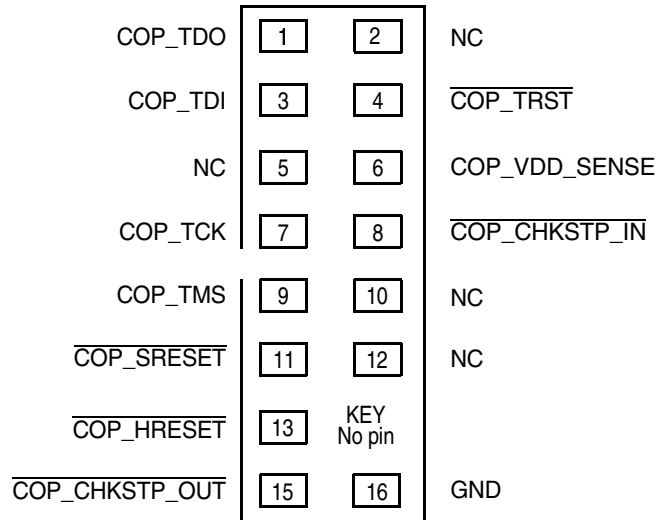 COP_TDO 1 2 NC
COP_TDI 3 4 COP_TRST
NC 5 6 COP_VDD_SENSE
COP_TCK 7 8 COP_CHKSTP_IN
COP_TMS 9 10 NC
COP_SRESET 11 12 NC
COP_HRESET 13 KEY
No pin
COP_CHKSTP_OUT 15 16 GND